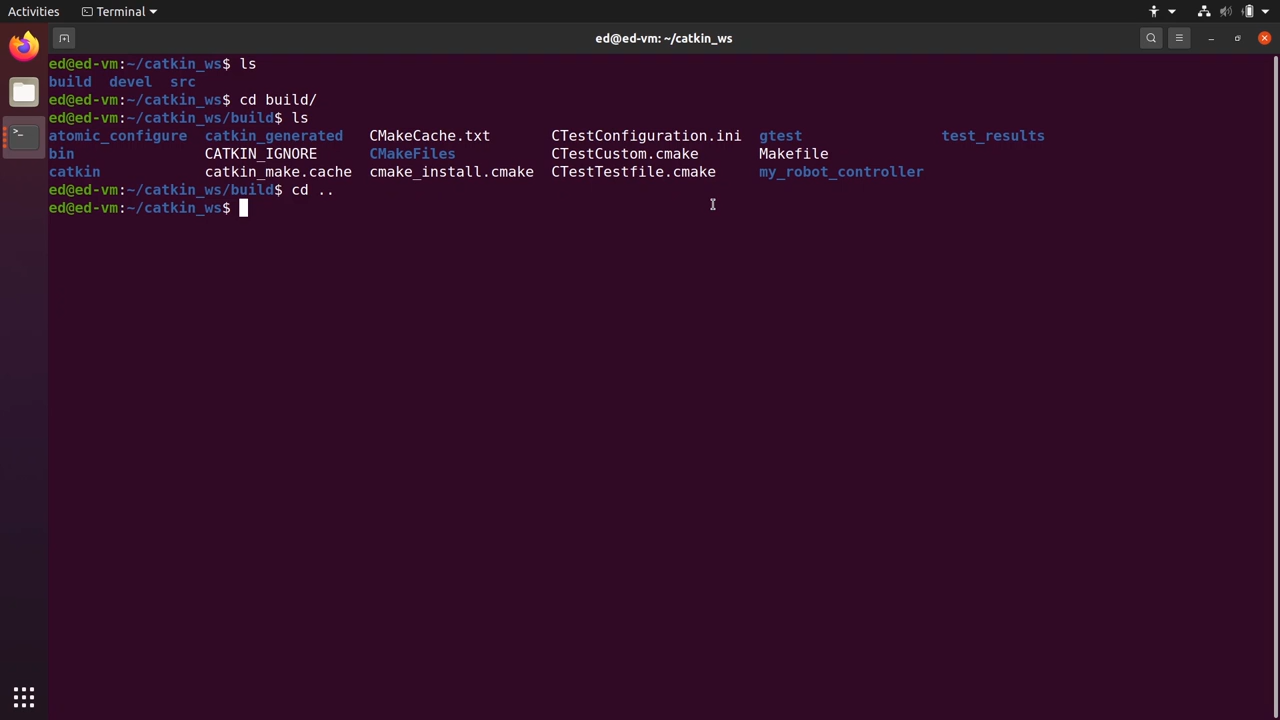 Activities Terminal
ed@ed-vm: ~/catkin_ws
ed@ed-vm:~/catkin_ws$ ls
build devel src
ed@ed-vm:~/catkin_ws$ cd build/
ed@ed-vm:~/catkin_ws/build$ ls
atomic_configure catkin_generated CMakeCache.txt CTestConfiguration.ini gtest test_results
bin CATKIN_IGNORE CMakeFiles CTestCustom.cmake Makefile
catkin catkin_make.cache cmake_install.cmake CTestTestfile.cmake my_robot_controller
ed@ed-vm:~/catkin_ws/build$ cd ..
ed@ed-vm:~/catkin_ws$